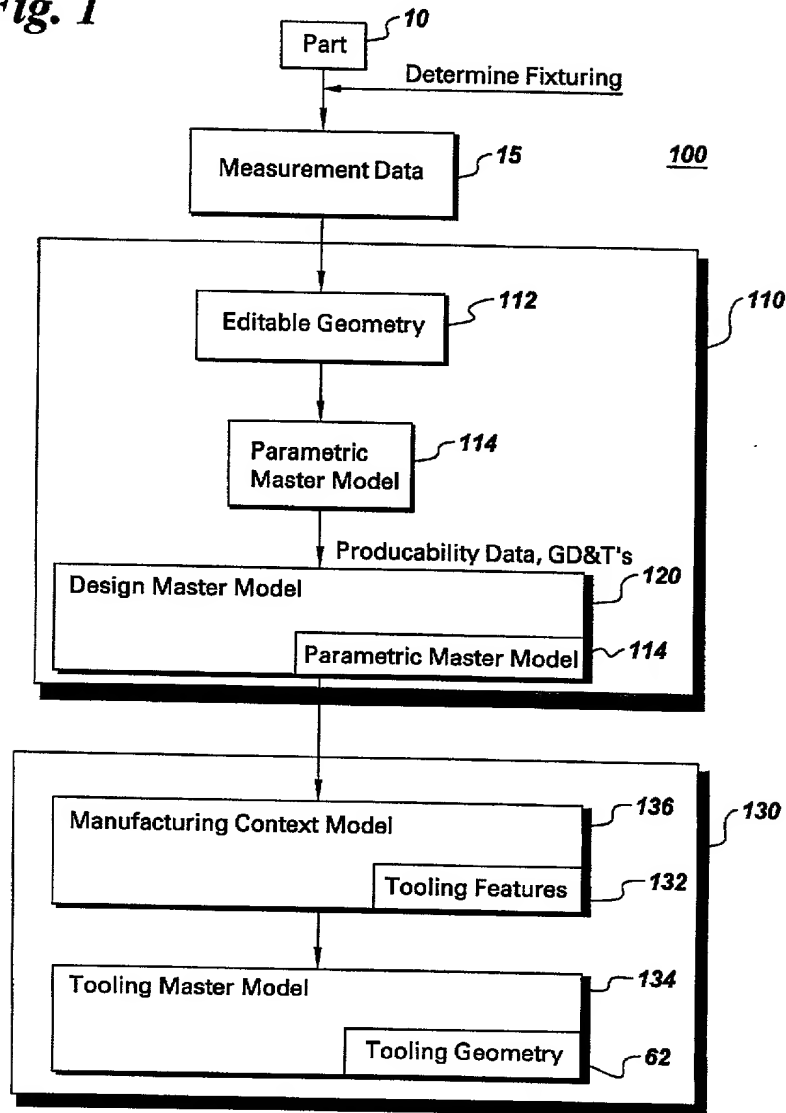 Fig. 1
10
Part
Determine Fixturing
Measurement Data
15
100
Editable Geometry
112
110
Parametric
Master Model
114
Producability Data, GD&T's
Design Master Model
120
Parametric Master Model
114
Manufacturing Context Model
136
130
Tooling Features
132
Tooling Master Model
134
Tooling Geometry
62